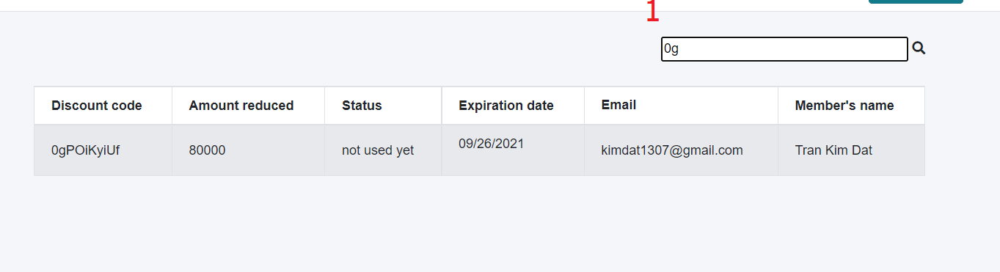 1
0g
Discount code Amount reduced Status Expiration date Email Member's name
0gPOiKyiUf 80000 not used yet 09/26/2021 kimdat1307@gmail.com Tran Kim Dat